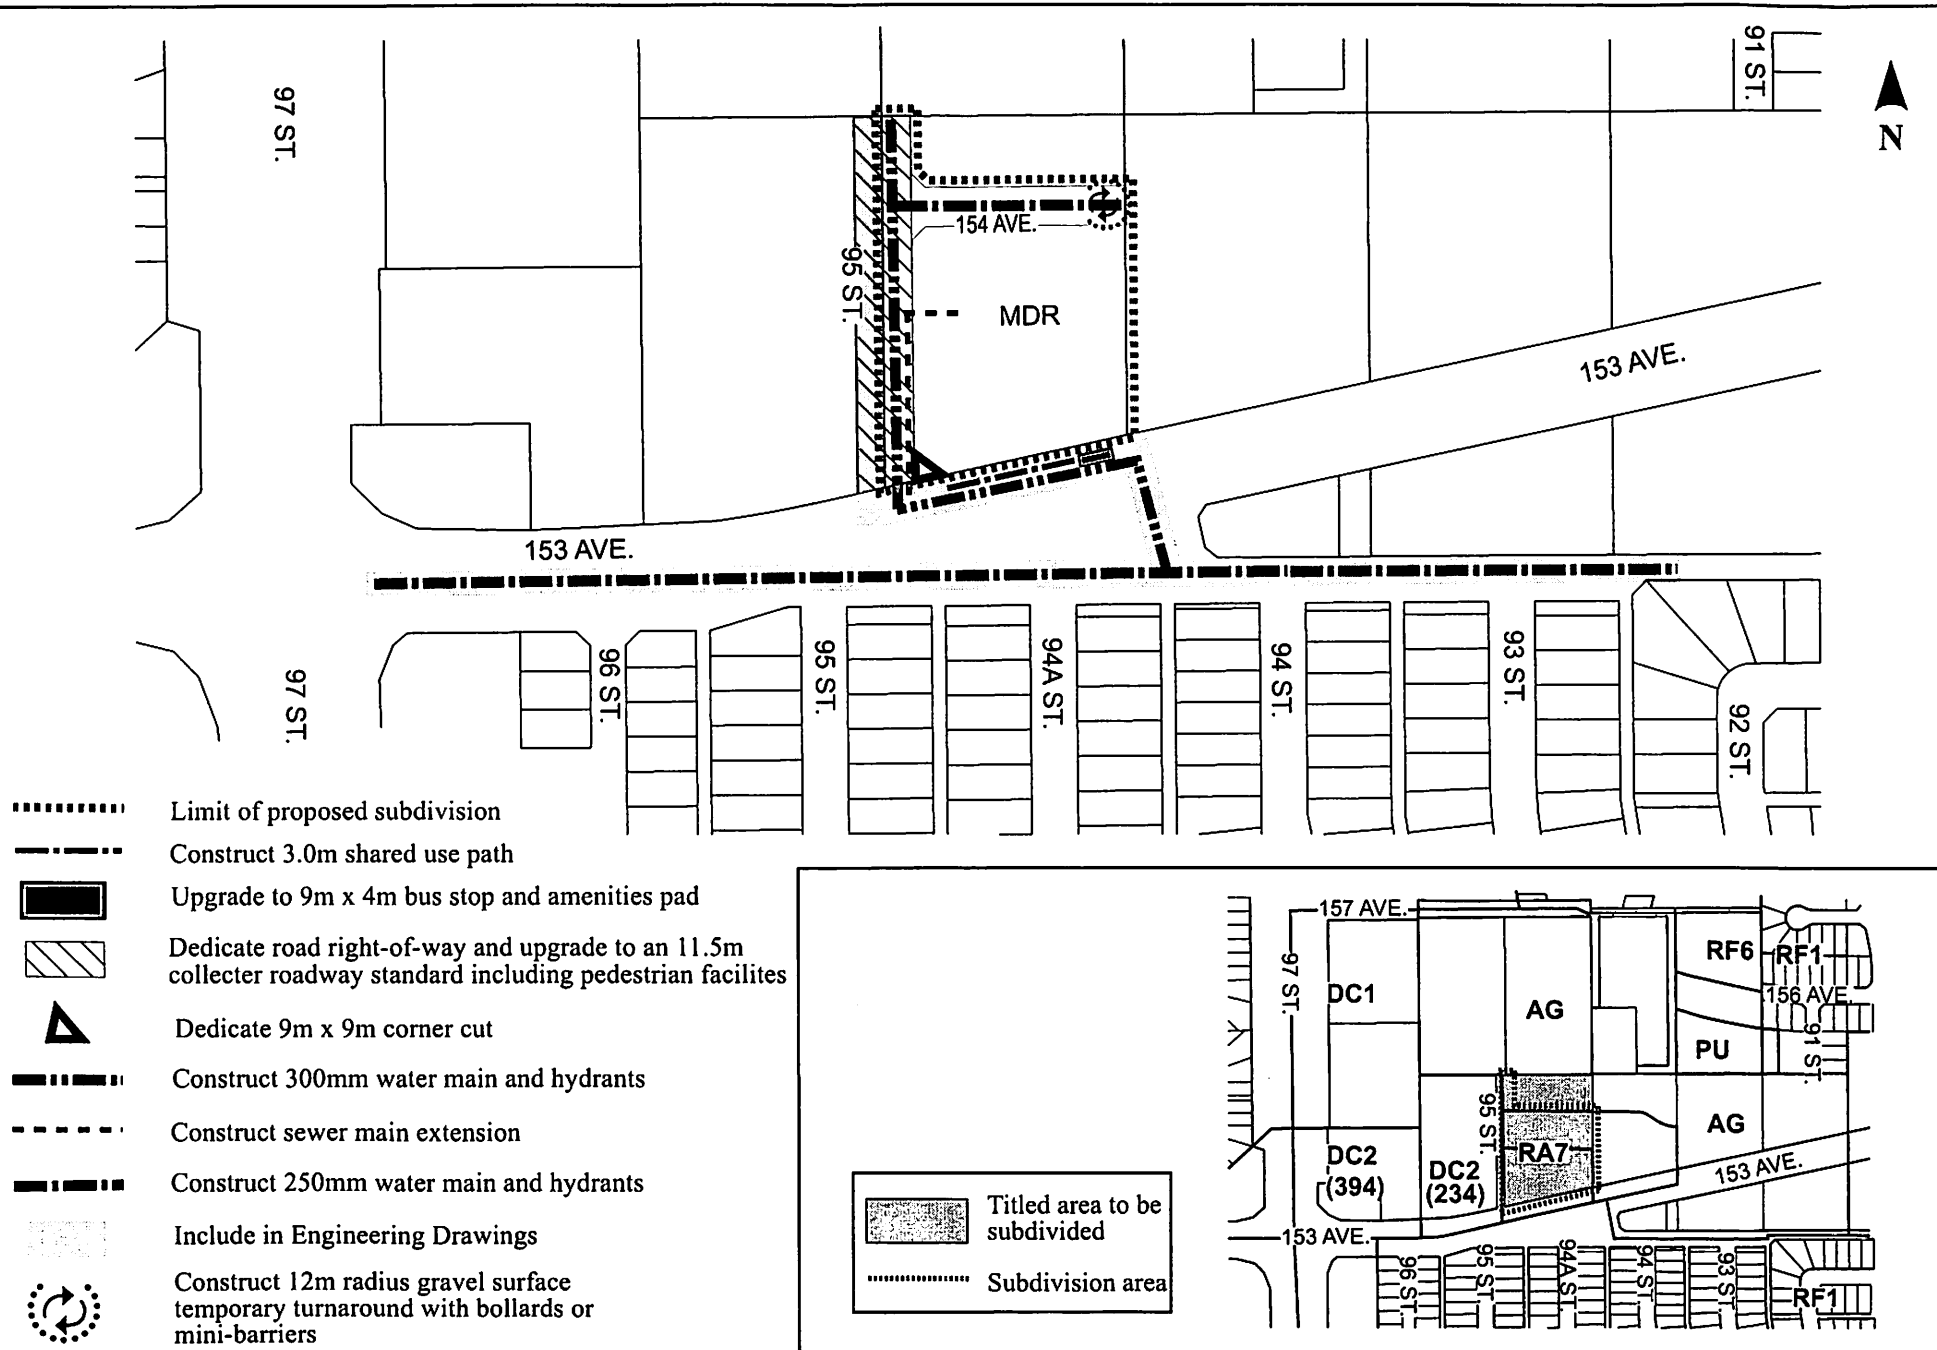 97 ST.
91 ST.
N
154 AVE.
95 ST.
MDR
153 AVE.
153 AVE.
97 ST.
96 ST.
95 ST.
94A ST.
94 ST.
93 ST.
92 ST.
Limit of proposed subdivision
Construct 3.0m shared use path
Upgrade to 9m x 4m bus stop and amenities pad
Dedicate road right-of-way and upgrade to an 11.5m
collecter roadway standard including pedestrian facilites
Dedicate 9m x 9m corner cut
Construct 300mm water main and hydrants
Construct sewer main extension
Construct 250mm water main and hydrants
Include in Engineering Drawings
Construct 12m radius gravel surface
temporary turnaround with bollards or
mini-barriers
Titled area to be
subdivided
Subdivision area
157 AVE.
97 ST.
DC1
AG
RF6
RF1
156 AVE.
PU
91 ST.
95 ST.
AG
RA7
DC2
(394)
DC2
(234)
153 AVE.
153 AVE.
96 ST.
95 ST.
94A ST.
94 ST.
93 ST.
RF1